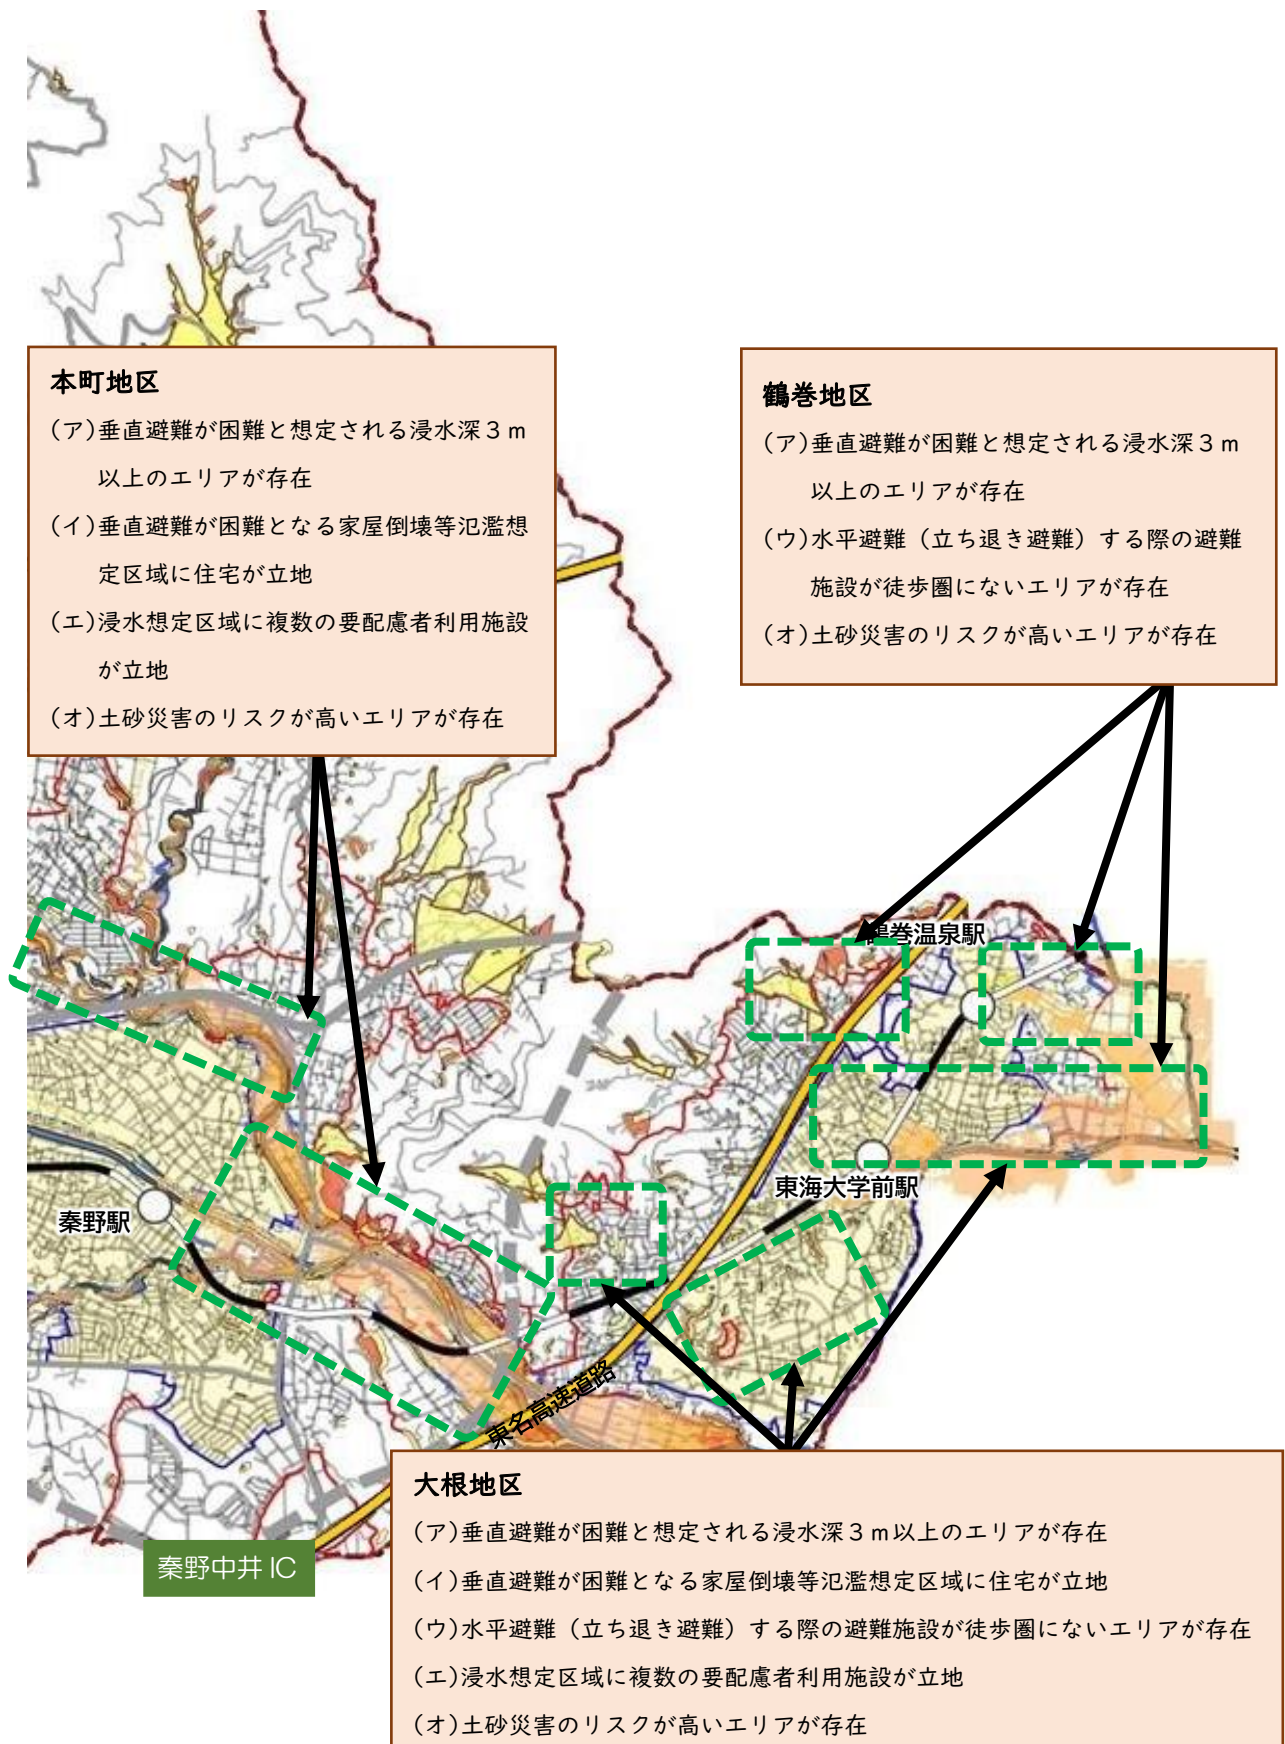 本町地区
(ア)垂直避難が困難と想定される浸水深３ｍ
以上のエリアが存在
(イ)垂直避難が困難となる家屋倒壊等氾濫想
定区域に住宅が立地
(エ)浸水想定区域に複数の要配慮者利用施設
が立地
(オ)土砂災害のリスクが高いエリアが存在
鶴巻地区
(ア)垂直避難が困難と想定される浸水深３ｍ
以上のエリアが存在
(ウ)水平避難（立ち退き避難）する際の避難
施設が徒歩圏にないエリアが存在
(オ)土砂災害のリスクが高いエリアが存在
鶴巻温泉駅
東海大学前駅
秦野駅
東名高速道路
秦野中井 IC
大根地区
(ア)垂直避難が困難と想定される浸水深３ｍ以上のエリアが存在
(イ)垂直避難が困難となる家屋倒壊等氾濫想定区域に住宅が立地
(ウ)水平避難（立ち退き避難）する際の避難施設が徒歩圏にないエリアが存在
(エ)浸水想定区域に複数の要配慮者利用施設が立地
(オ)土砂災害のリスクが高いエリアが存在